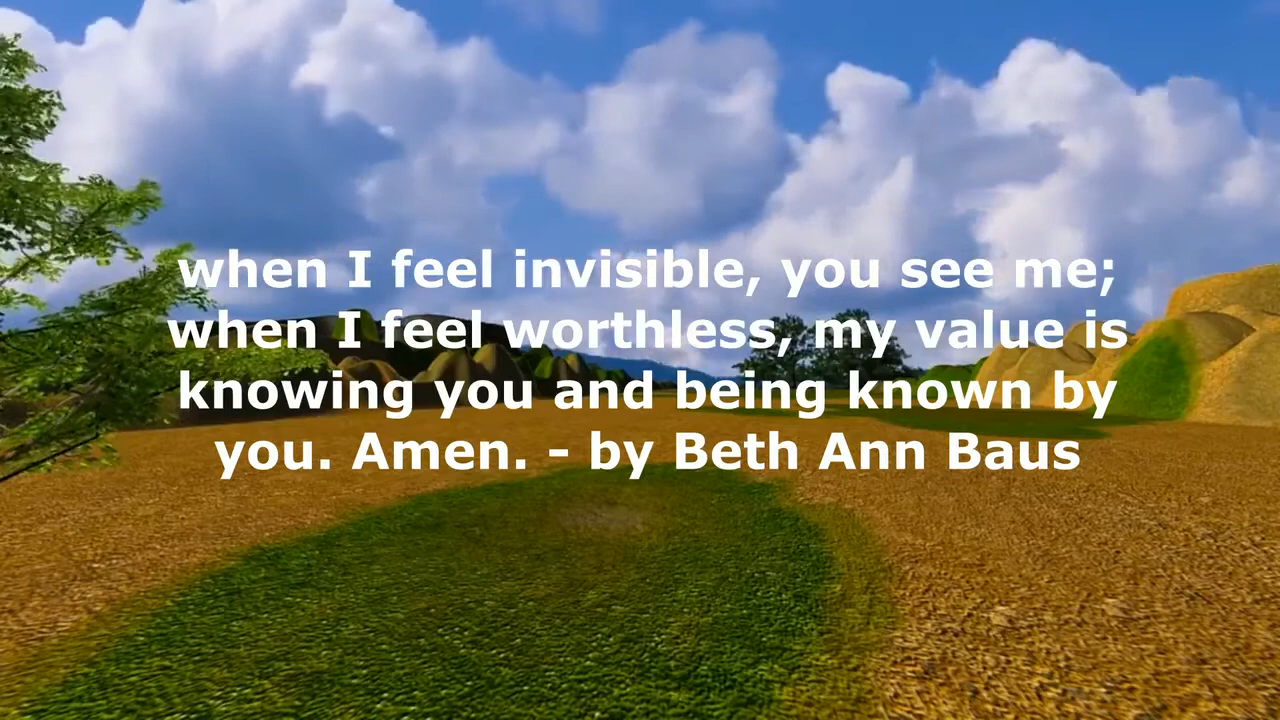 when I feel invisible, you see me;
when I feel worthless, my value is
knowing you and being known by
you. Amen. - by Beth Ann Baus